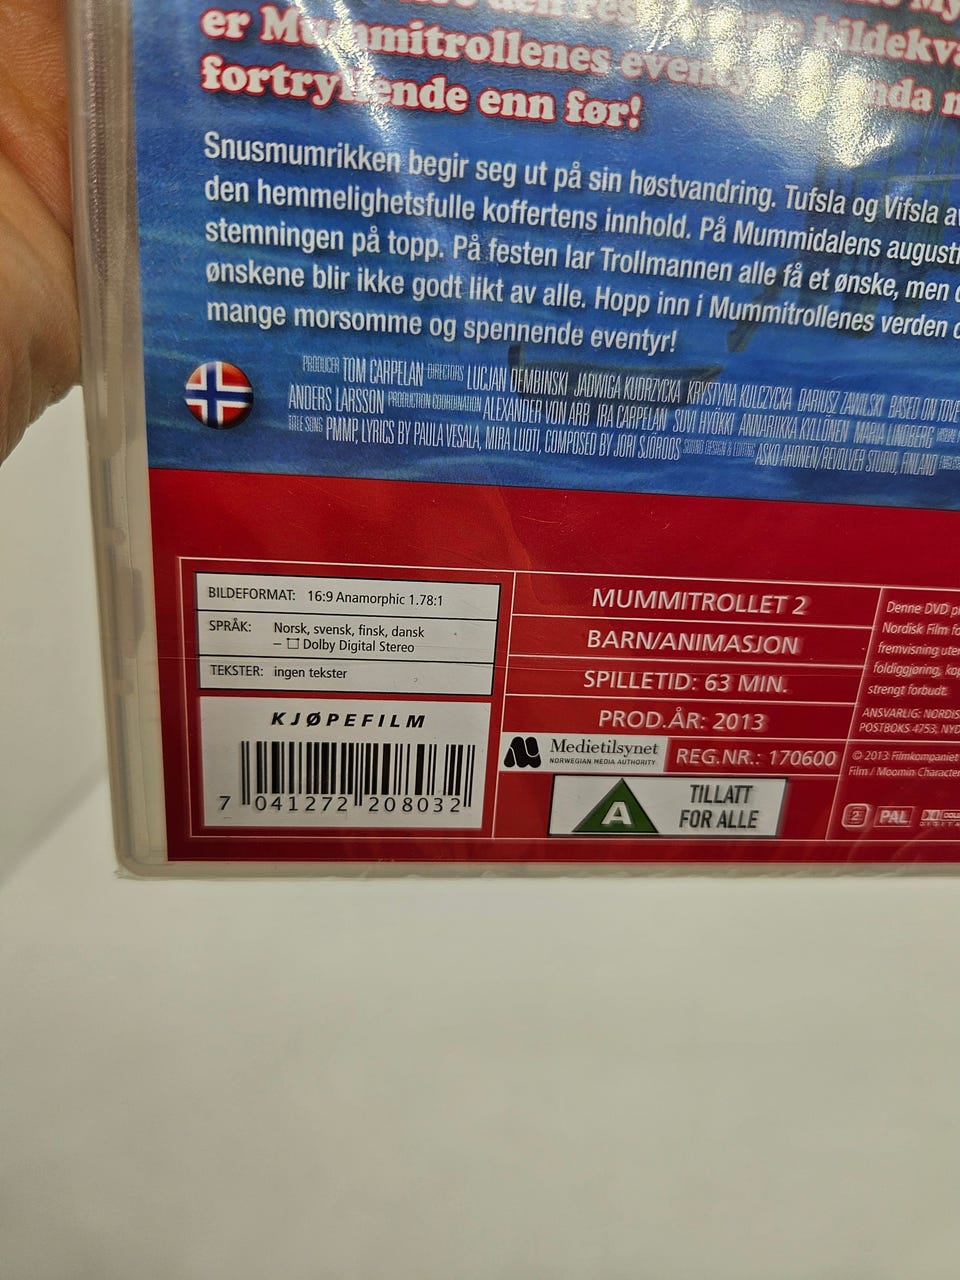 er Mummitrollenes
fortryllende enn før!
Snusmumrikken begir seg ut på sin høstvandring. Tufsla og Vifsla
den hemmelighetsfulle koffertens innhold. På Mummidalens
stemningen på topp. På festen lar Trollmannen alle få et ønske, men
ønskene blir ikke godt likt av alle. Hopp inn i Mummitrollenes verden
mange morsomme og spennende eventyr!
PRODUCER TOM CARPELAN DIRECTORS LUCJAN DEMBINSKI JADWIGA KUDRZYCKA KRYSTYNA KULCZYCKA DARIUSZ ZAWILSKI BASED ON
ANDERS LARSSON PRODUCTION COORDINATION ALEXANDER VON ARB IRA CARPELAN SUVI HYÖKKI ANNARIIKKA KYLLÖNEN MARIA LINDBERG
TITLE SONG PMMP, LYRICS BY PAULA VESALA, MIRA LUOTI, COMPOSED BY JORI SJÖROOS SOUND DESIGN & EDITING ASKO AHONEN/REVOLVER STUDIO, FINLAND
BILDEFORMAT: 16:9 Anamorphic 1.78:1
SPRÅK: Norsk, svensk, finsk, dansk
– Dolby Digital Stereo
TEKSTER: ingen tekster
KJØPEFILM
7 041272 208032
MUMMITROLLET 2
BARN/ANIMASJON
SPILLETID: 63 MIN.
PROD.ÅR: 2013
Medietilsynet
NORWEGIAN MEDIA AUTHORITY
REG.NR.: 170600
A
TILLATT
FOR ALLE
Denne DVD
Nordisk Film
fremvisning
foldiggjøring,
strengt forbudt.
ANSVARLIG:
POSTBOKS 4753,
© 2013 Filmkompaniet
Film / Moomin
2 PAL